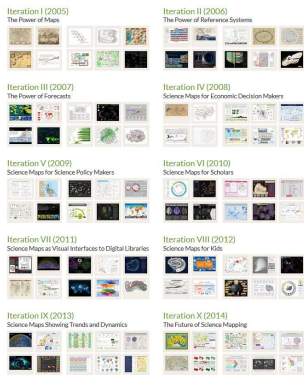 Iteration I (2005)
The Power of Maps
Iteration II (2006)
The Power of Reference Systems
Iteration III (2007)
The Power of Forecasts
Iteration IV (2008)
Science Maps for Economic Decision Makers
Iteration V (2009)
Science Maps for Science Policy Makers
Iteration VI (2010)
Science Maps for Scholars
Iteration VII (2011)
Science Maps as Visual Interfaces to Digital Libraries
Iteration VIII (2012)
Science Maps for Kids
Iteration IX (2013)
Science Maps Showing Trends and Dynamics
Iteration X (2014)
The Future of Science Mapping